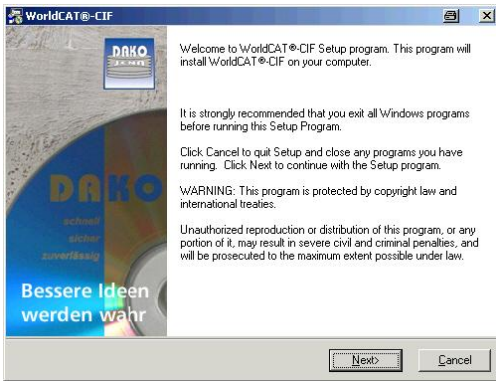 WorldCAT®-CIF
DAKO
Welcome to WorldCAT®-CIF Setup program. This program will
install WorldCAT®-CIF on your computer.
It is strongly recommended that you exit all Windows programs
before running this Setup Program.
Click Cancel to quit Setup and close any programs you have
running. Click Next to continue with the Setup program.
WARNING: This program is protected by copyright law and
international treaties.
Unauthorized reproduction or distribution of this program, or any
portion of it, may result in severe civil and criminal penalties, and
will be prosecuted to the maximum extent possible under law.
DAKO
schnell
sicher
zuverlässig
Bessere Ideen
werden wahr
Next>
Cancel